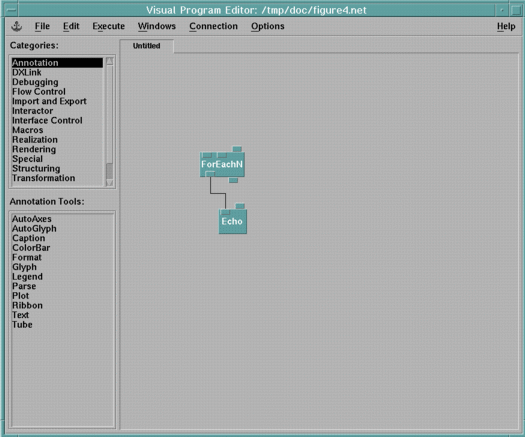 Visual Program Editor: /tmp/doc/figure4.net
File Edit Execute Windows Connection Options Help
Categories:
Untitled
Annotation
DXLink
Debugging
Flow Control
Import and Export
Interactor
Interface Control
Macros
Realization
Rendering
Special
Structuring
Transformation
ForEachN
Echo
Annotation Tools:
AutoAxes
AutoGlyph
Caption
ColorBar
Format
Glyph
Legend
Parse
Plot
Ribbon
Text
Tube